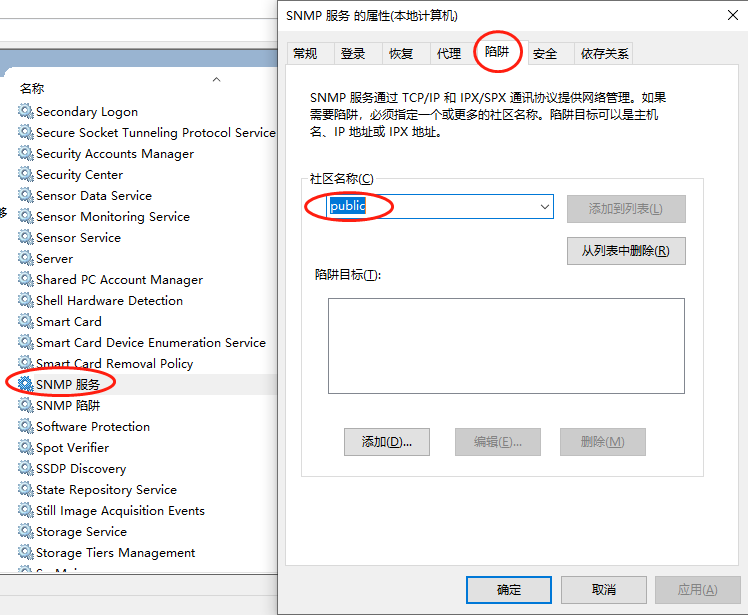 SNMP 服务 的属性(本地计算机)
常规 登录 恢复 代理 陷阱 安全 依存关系
SNMP 服务通过 TCP/IP 和 IPX/SPX 通讯协议提供网络管理。如果
需要陷阱，必须指定一个或更多的社区名称。陷阱目标可以是主机
名、IP 地址或 IPX 地址。
社区名称(C)
public
添加到列表(L)
从列表中删除(R)
陷阱目标(T):
添加(D)... 编辑(E)... 删除(M)
确定 取消 应用(A)
名称
Secondary Logon
Secure Socket Tunneling Protocol Service
Security Accounts Manager
Security Center
Sensor Data Service
Sensor Monitoring Service
Sensor Service
Server
Shared PC Account Manager
Shell Hardware Detection
Smart Card
Smart Card Device Enumeration Service
Smart Card Removal Policy
SNMP 服务
SNMP 陷阱
Software Protection
Spot Verifier
SSDP Discovery
State Repository Service
Still Image Acquisition Events
Storage Service
Storage Tiers Management